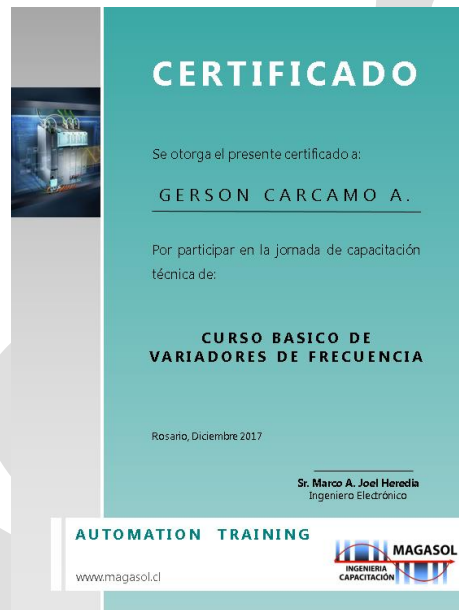 CERTIFICADO
Se otorga el presente certificado a:
GERSON CARCAMO A.
Por participar en la jornada de capacitación
técnica de:
CURSO BASICO DE
VARIADORES DE FRECUENCIA
Rosario, Diciembre 2017
Sr. Marco A. Joel Heredia
Ingeniero Electrónico
AUTOMATION TRAINING
www.magasol.cl
MAGASOL
INGENIERIA
CAPACITACIÓN